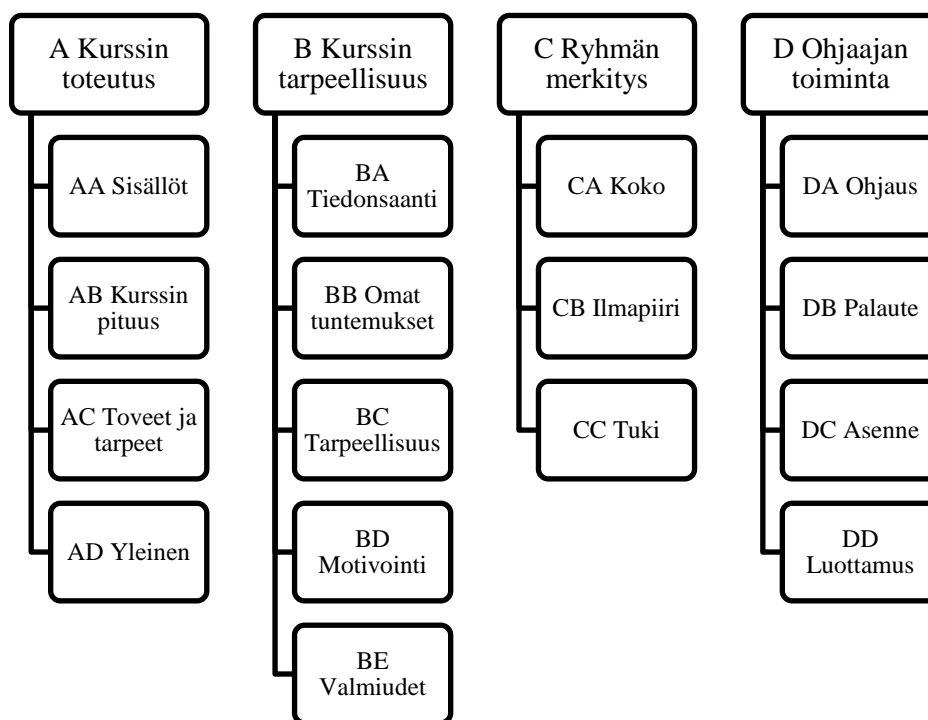 A Kurssin
toteutus
AA Sisällöt
AB Kurssin
pituus
AC Toveet ja
tarpeet
AD Yleinen
B Kurssin
tarpeellisuus
BA
Tiedonsaanti
BB Omat
tuntemukset
BC
Tarpeellisuus
BD
Motivointi
BE
Valmiudet
C Ryhmän
merkitys
CA Koko
CB Ilmapiiri
CC Tuki
D Ohjaajan
toiminta
DA Ohjaus
DB Palaute
DC Asenne
DD
Luottamus